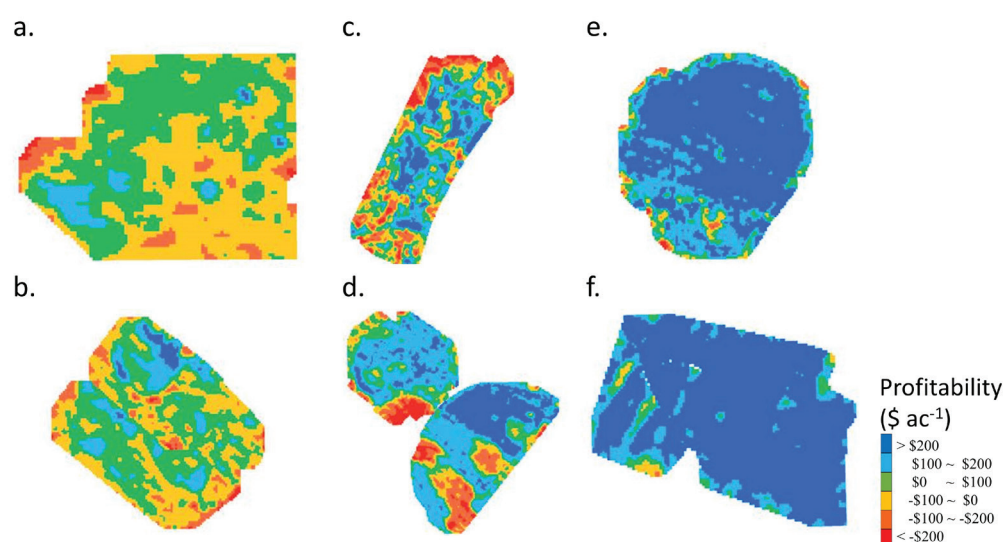 a.
c.
e.
b.
d.
f.
Profitability
($ ac-1)
> $200
$100 ~ $200
$0 ~ $100
-$100 ~ $0
-$100 ~ -$200
< -$200